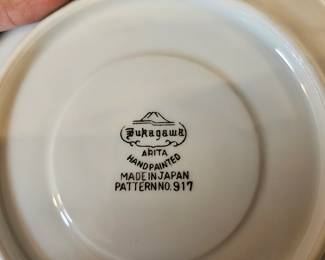 Fukagawa
ARITA
HANDPAINTED
MADE IN JAPAN
PATTERN NO. 917